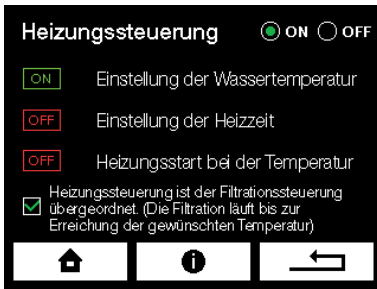 Heizungssteuerung ON OFF
ON Einstellung der Wassertemperatur
OFF Einstellung der Heizzeit
OFF Heizungsstart bei der Temperatur
Heizungssteuerung ist der Filtrationssteuerung
übergeordnet. (Die Filtration läuft bis zur
Erreichung der gewünschten Temperatur)